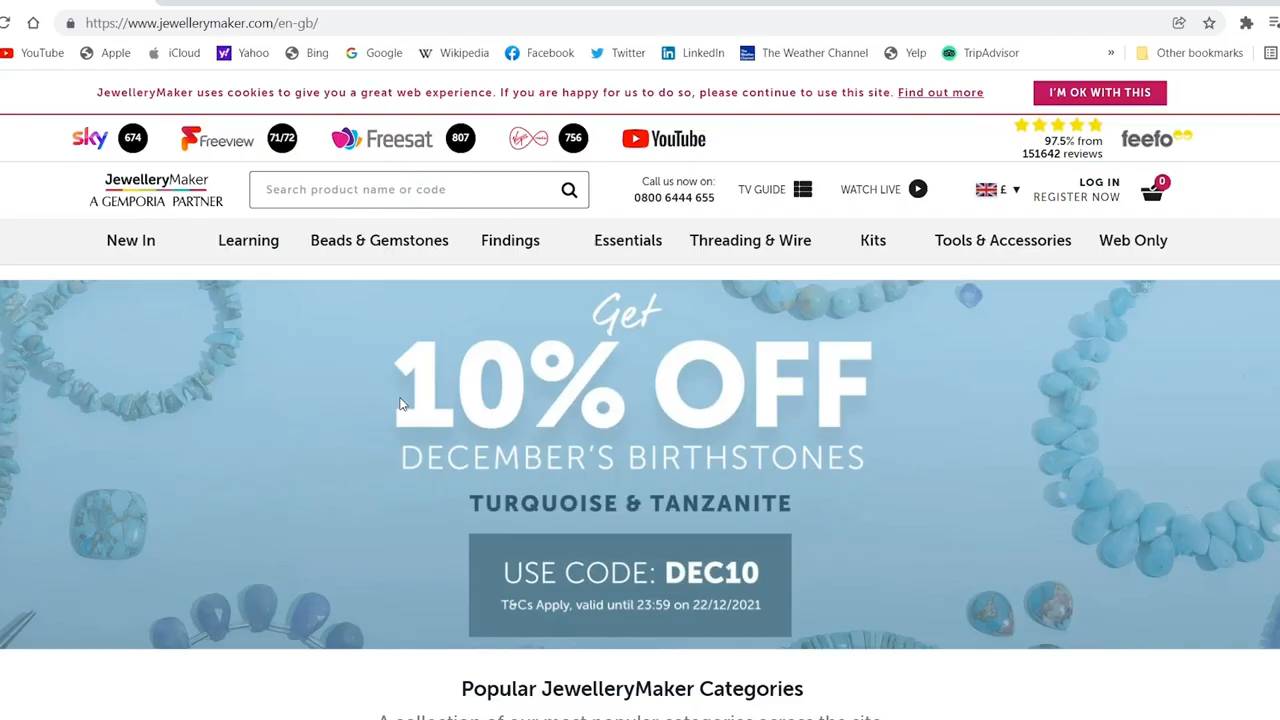 https://www.jewellerymaker.com/en-gb/
YouTube Apple iCloud Yahoo Bing Google Wikipedia Facebook Twitter LinkedIn The Weather Channel Yelp TripAdvisor » Other bookmarks
JewelleryMaker uses cookies to give you a great web experience. If you are happy for us to do so, please continue to use this site. Find out more
I'M OK WITH THIS
sky 674 Freeview 71/72 freesat 807 756 YouTube
97.5% from
151642 reviews
feefo
JewelleryMaker
A GEMPORIA PARTNER
Search product name or code
Call us now on:
0800 6444 655
TV GUIDE
WATCH LIVE
£
LOG IN
REGISTER NOW
0
New In Learning Beads & Gemstones Findings Essentials Threading & Wire Kits Tools & Accessories Web Only
Get
10% OFF
DECEMBER'S BIRTHSTONES
TURQUOISE & TANZANITE
USE CODE: DEC10
T&Cs Apply, valid until 23:59 on 22/12/2021
Popular JewelleryMaker Categories
A collection of our most popular categories across the site